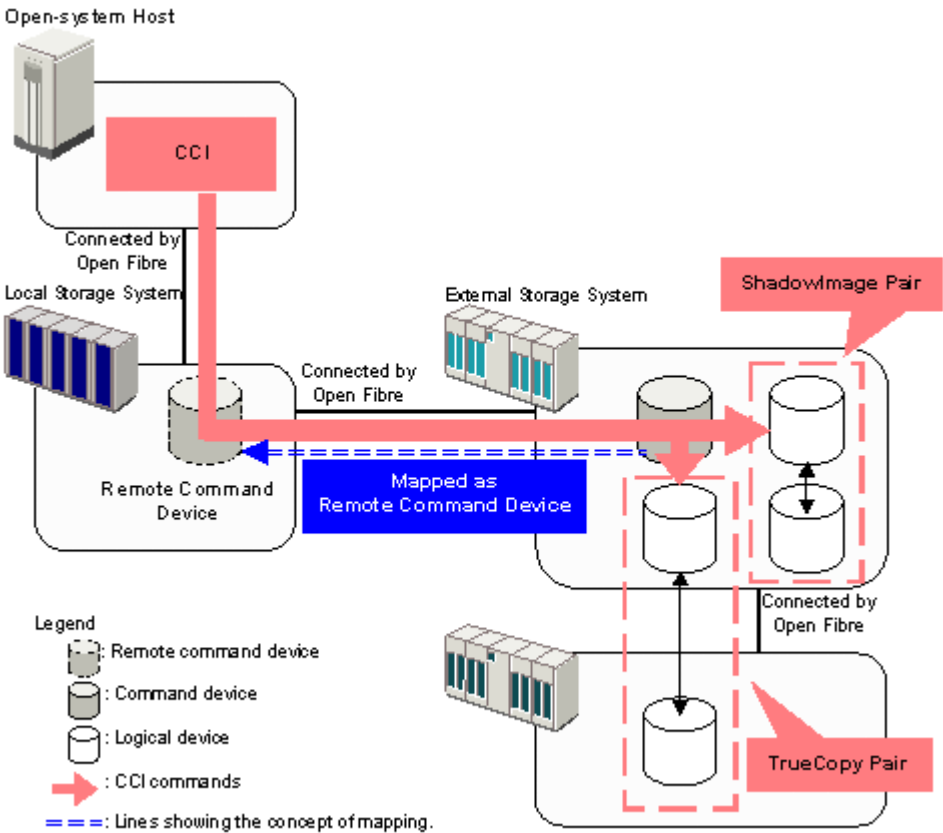 Open-system Host
CCI
Connected by
Open Fibre
Local Storage System
External Storage System
ShadowImage Pair
Connected by
Open Fibre
Remote Command
Device
Mapped as
Remote Command Device
Connected by
Open Fibre
TrueCopy Pair
Legend
: Remote command device
: Command device
: Logical device
: CCI commands
: Lines showing the concept of mapping.